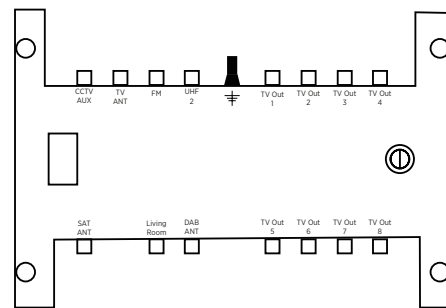 CCTV
AUX
TV
ANT
FM
UHF
2
TV Out
1
TV Out
2
TV Out
3
TV Out
4
SAT
ANT
Living
Room
DAB
ANT
TV Out
5
TV Out
6
TV Out
7
TV Out
8